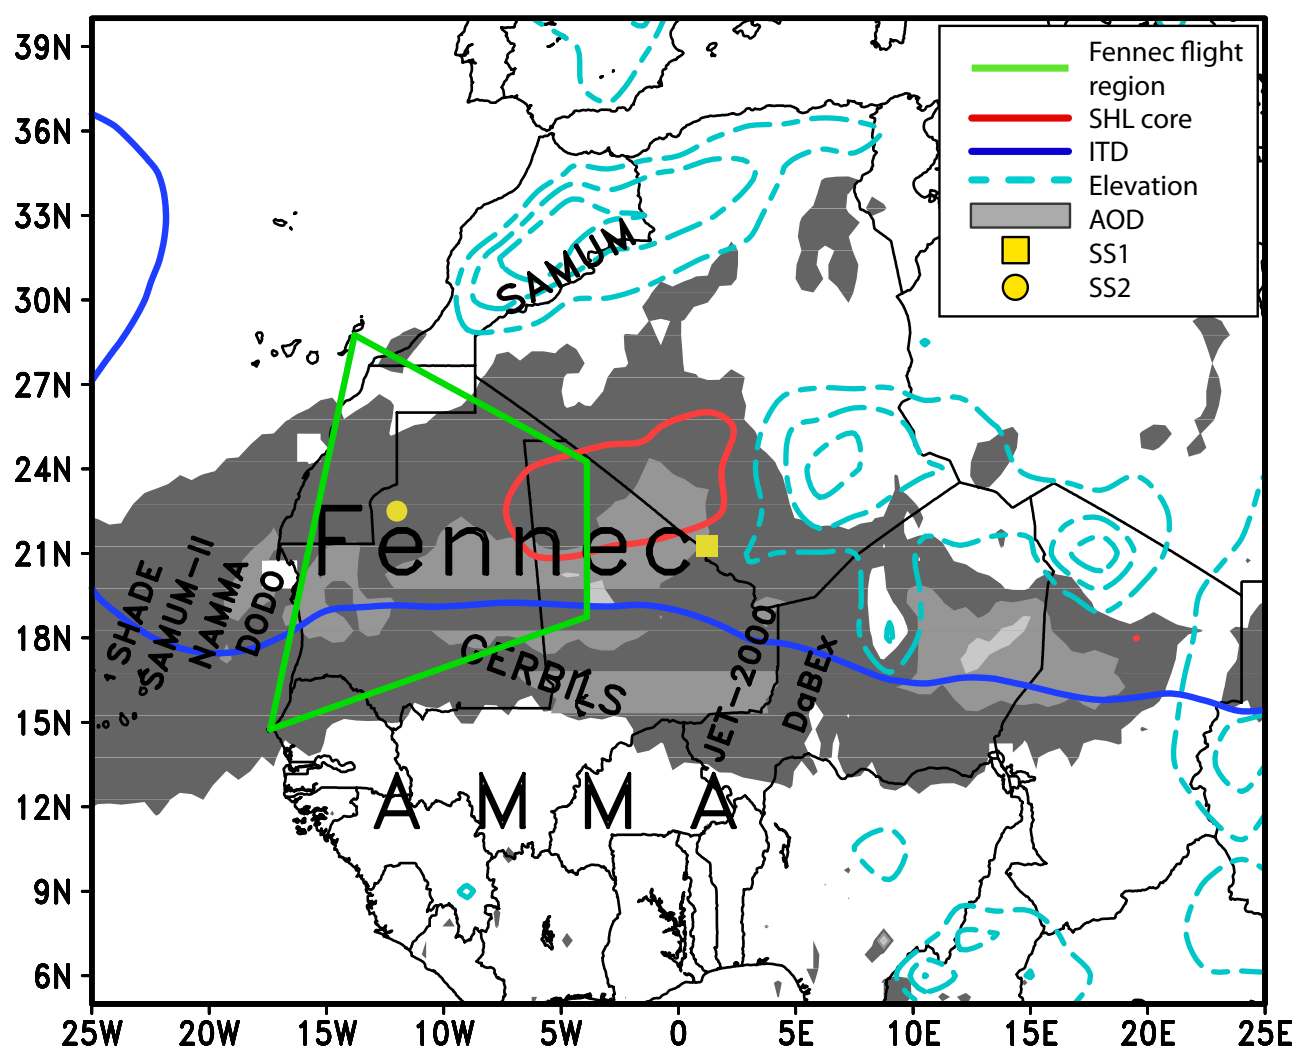 39N
36N
33N
30N
27N
24N
21N
18N
15N
12N
9N
6N
25W 20W 15W 10W 5W 0 5E 10E 15E 20E 25E
Fennec flight
region
SHL core
ITD
Elevation
AOD
SS1
SS2
SAMUM
Fennec
SHADE
SAMUM-II
NAMMA
DODO
GERBILS
JET-2000
DaBEx
A M M A